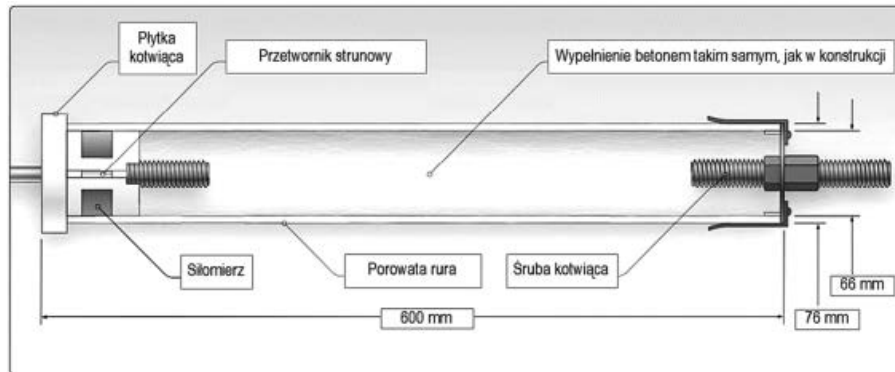 Płytka
kotwiąca
Przetwornik strunowy
Wypełnienie betonem takim samym, jak w konstrukcji
Siłomierz
Porowata rura
Śruba kotwiąca
66 mm
600 mm
76 mm